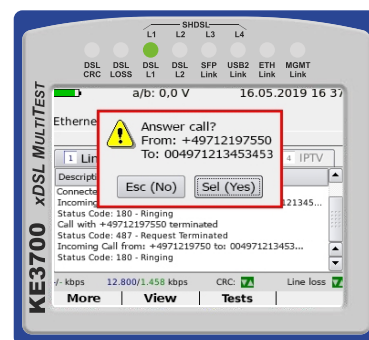 SHDSL
L1 L2 L3 L4
DSL CRC DSL LOSS DSL L1 DSL L2 SFP Link USB2 Link ETH Link MGMT Link
KE3700 xDSL MULTITEST
a/b: 0,0 V 16.05.2019 16 37
Etherne
Answer call?
From: +49712197550
To: 004971213453453
Esc (No) Sel (Yes)
1 Lin 4 IPTV
Descripti
Connecte
Incoming 121345...
Status Code: 180 - Ringing
Call with +49712197550 terminated
Status Code: 487 - Request Terminated
Incoming Call from: +4971219750 to: 004971213453...
Status Code: 180 - Ringing
-/- kbps 12.800/1.458 kbps CRC: Line loss
More View Tests